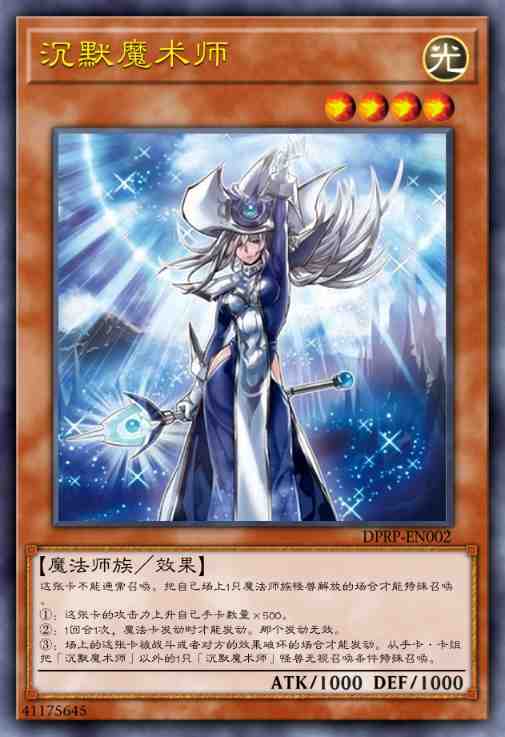 沉默魔术师
光
DPRP-EN002
【魔法师族／效果】
这张卡不能通常召唤。把自己场上1只魔法师族怪兽解放的场合才能特殊召唤
。
①：这张卡的攻击力上升自己手卡数量×500。
②：1回合1次，魔法卡发动时才能发动。那个发动无效。
③：场上的这张卡被战斗或者对方的效果破坏的场合才能发动。从手卡·卡组
把「沉默魔术师」以外的1只「沉默魔术师」怪兽无视召唤条件特殊召唤。
ATK/1000 DEF/1000
41175645